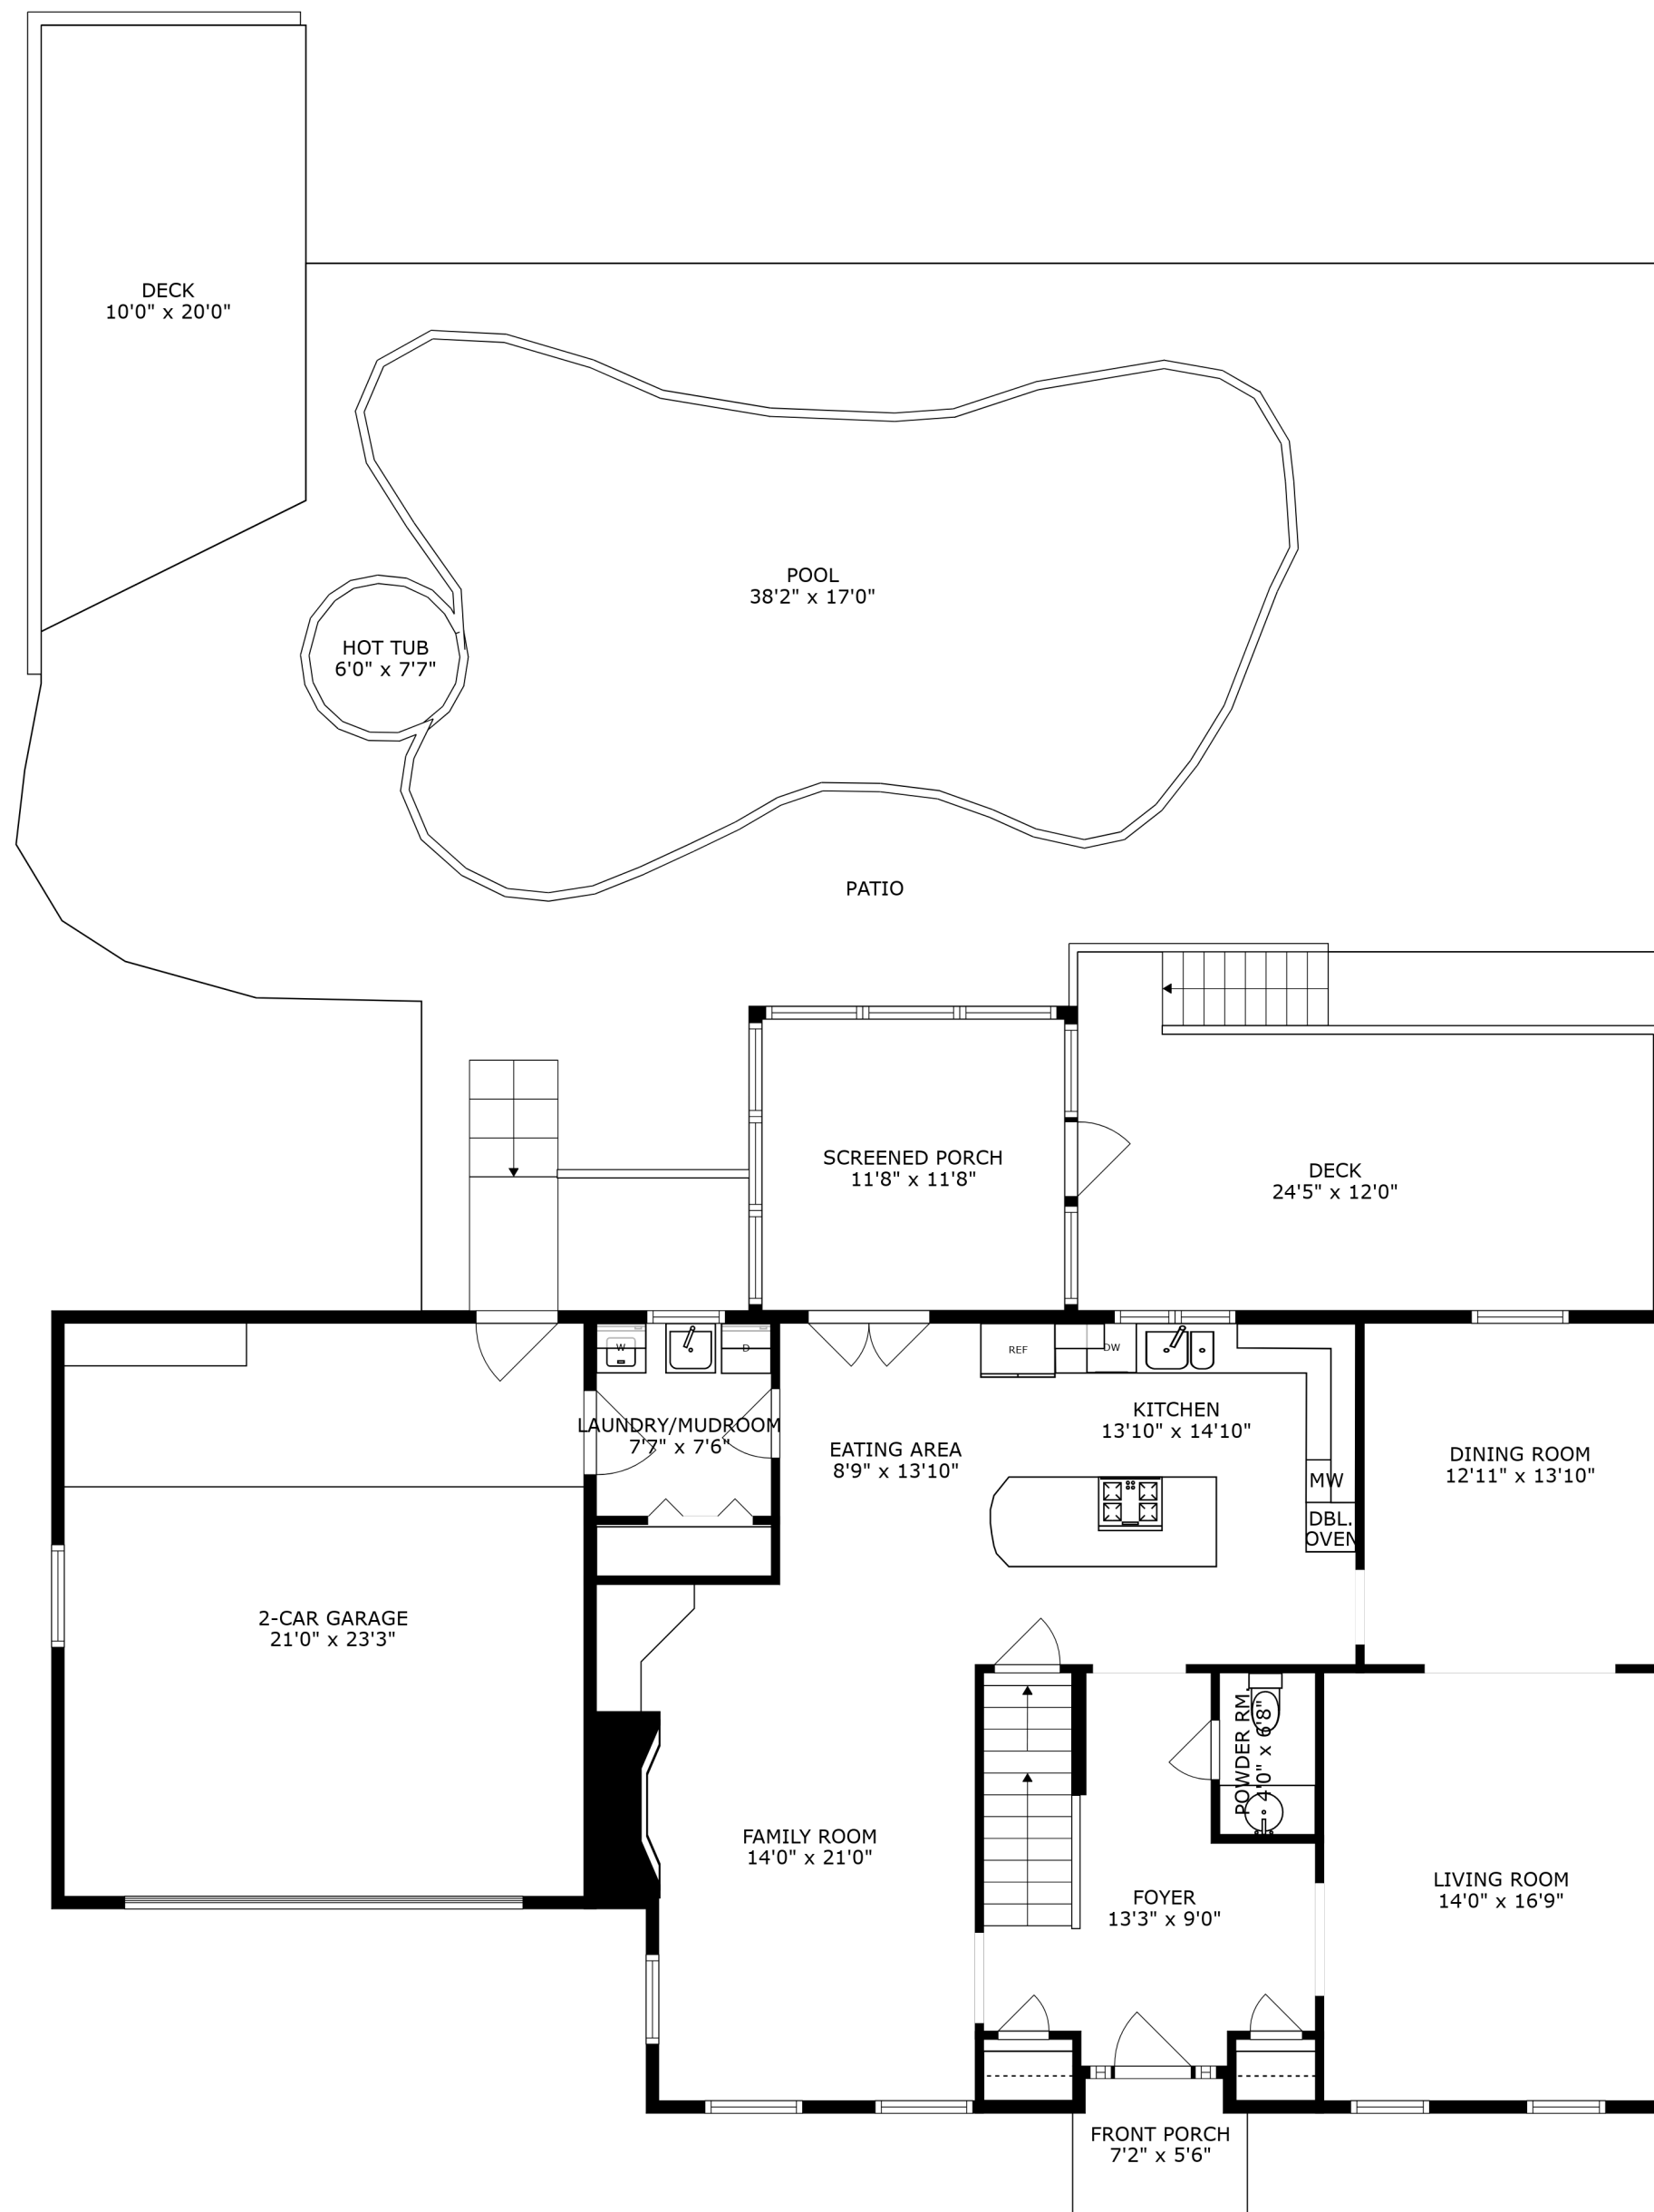 DECK
10'0" x 20'0"
POOL
38'2" x 17'0"
HOT TUB
6'0" x 7'7"
PATIO
SCREENED PORCH
11'8" x 11'8"
DECK
24'5" x 12'0"
W
D
REF
DW
LAUNDRY/MUDROOM
7'7" x 7'6"
EATING AREA
8'9" x 13'10"
KITCHEN
13'10" x 14'10"
DINING ROOM
12'11" x 13'10"
MW
DBL.
OVEN
2-CAR GARAGE
21'0" x 23'3"
POWDER RM.
4'0" x 6'8"
FAMILY ROOM
14'0" x 21'0"
FOYER
13'3" x 9'0"
LIVING ROOM
14'0" x 16'9"
FRONT PORCH
7'2" x 5'6"